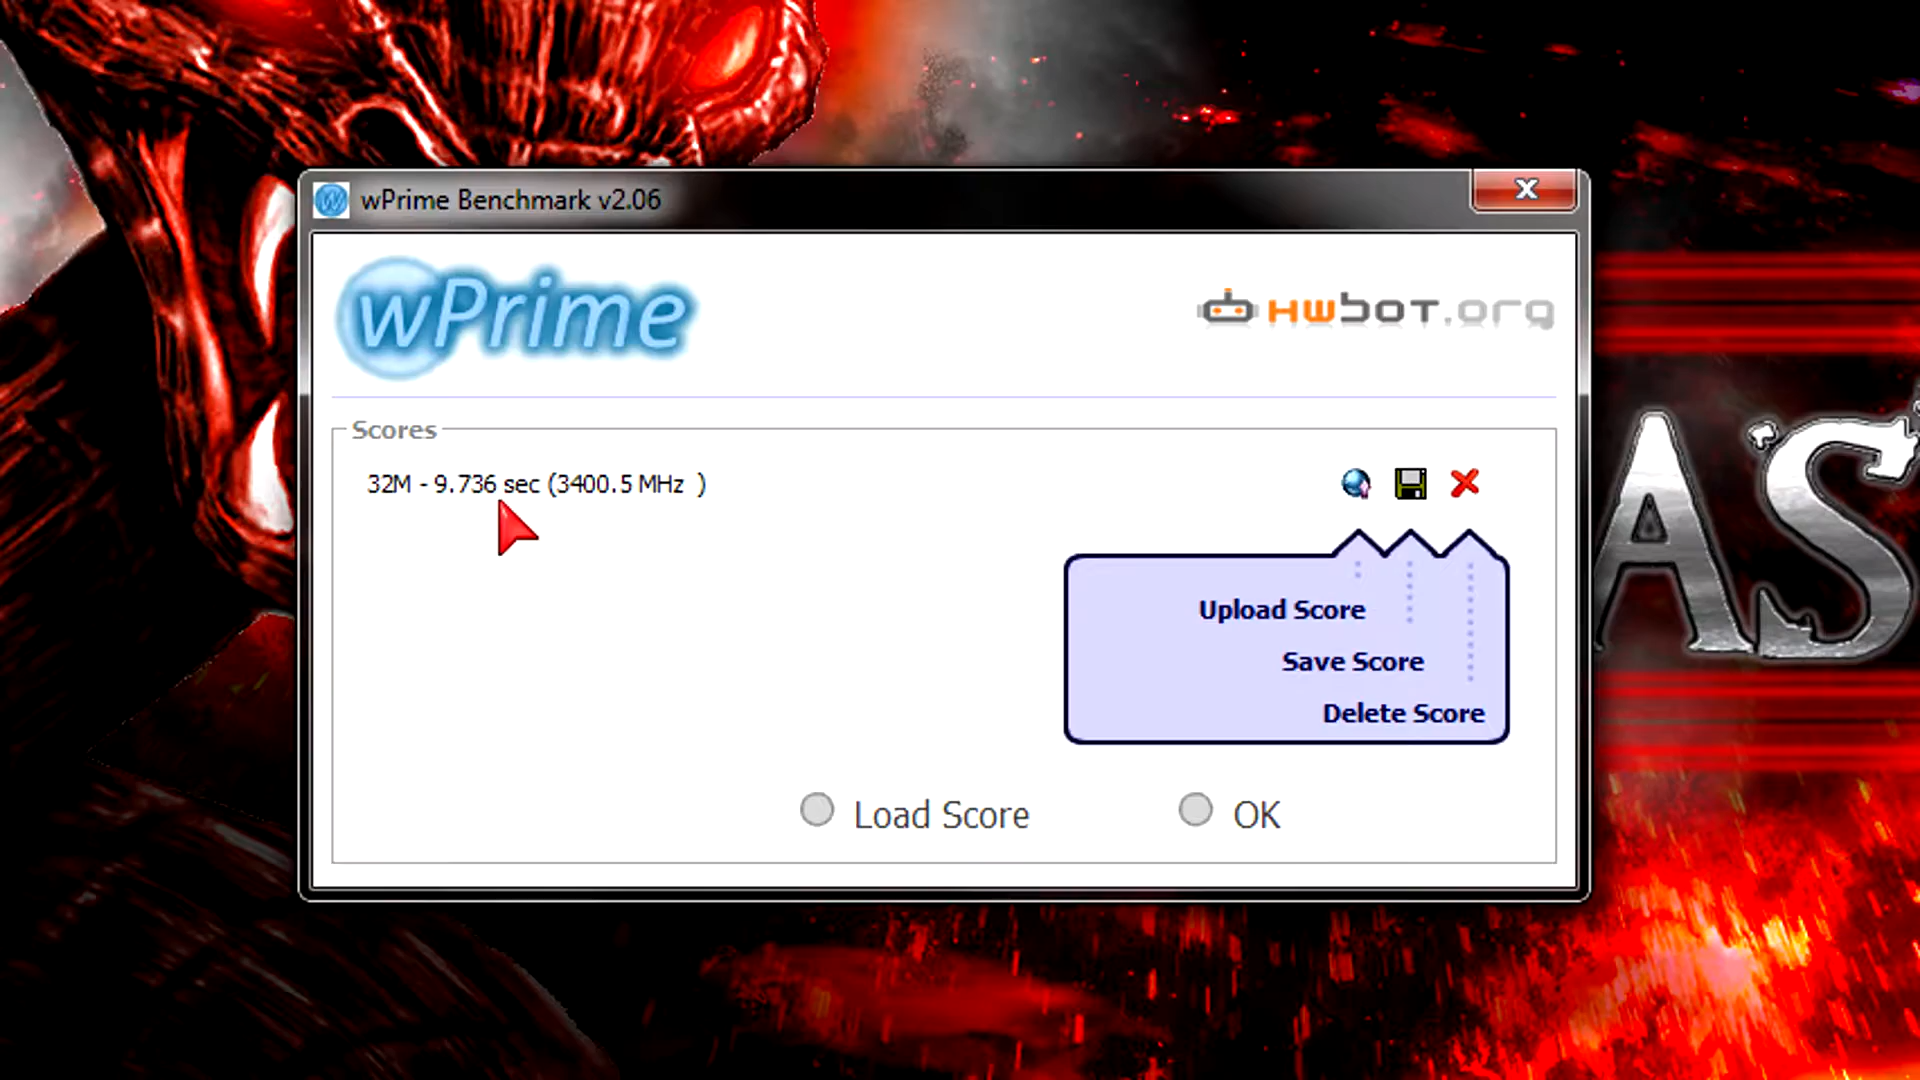 wPrime Benchmark v2.06
wPrime
HWBOT.org
Scores
32M - 9.736 sec (3400.5 MHz )
Upload Score
Save Score
Delete Score
Load Score
OK
AS